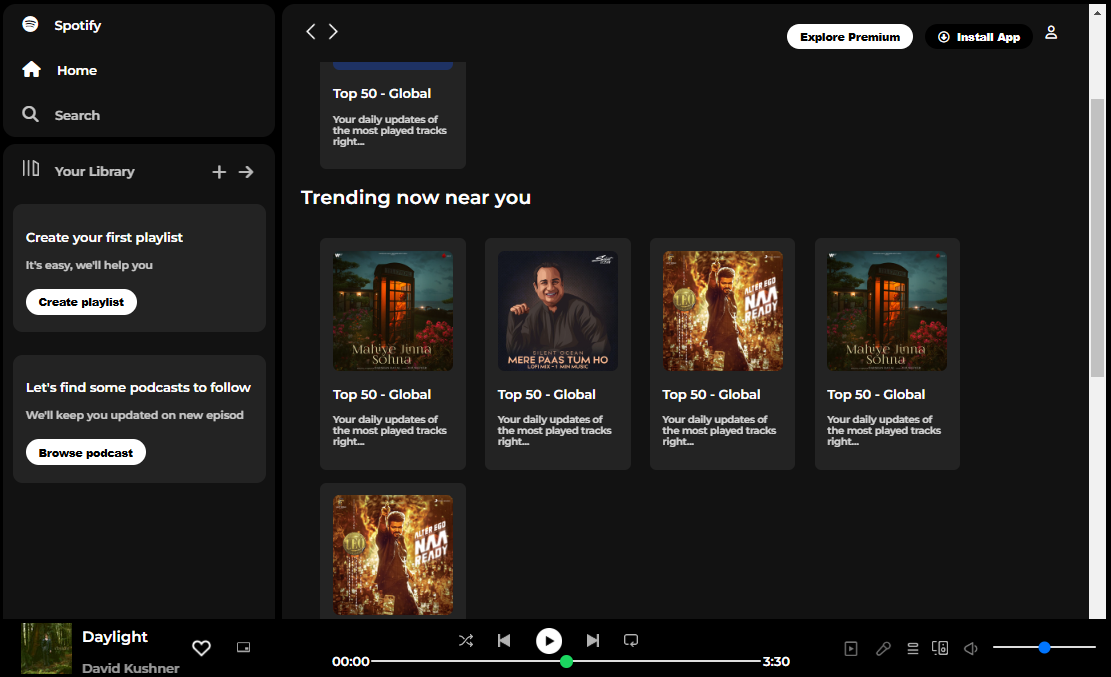 Spotify
Home
Search
Your Library
Create your first playlist
It's easy, we'll help you
Create playlist
Let's find some podcasts to follow
We'll keep you updated on new episod
Browse podcast
Explore Premium
Install App
Top 50 - Global
Your daily updates of
the most played tracks
right...
Trending now near you
Mahiye Jinna
Sohna
Top 50 - Global
Your daily updates of
the most played tracks
right...
SILENT OCEAN
MERE PAAS TUM HO
LOFI MIX - 1 MIN MUSIC
Top 50 - Global
Your daily updates of
the most played tracks
right...
LEO
ALTER EGO
NAA
READY
Top 50 - Global
Your daily updates of
the most played tracks
right...
Mahiye Jinna
Sohna
Top 50 - Global
Your daily updates of
the most played tracks
right...
LEO
ALTER EGO
NAA
READY
Daylight
David Kushner
00:00
3:30